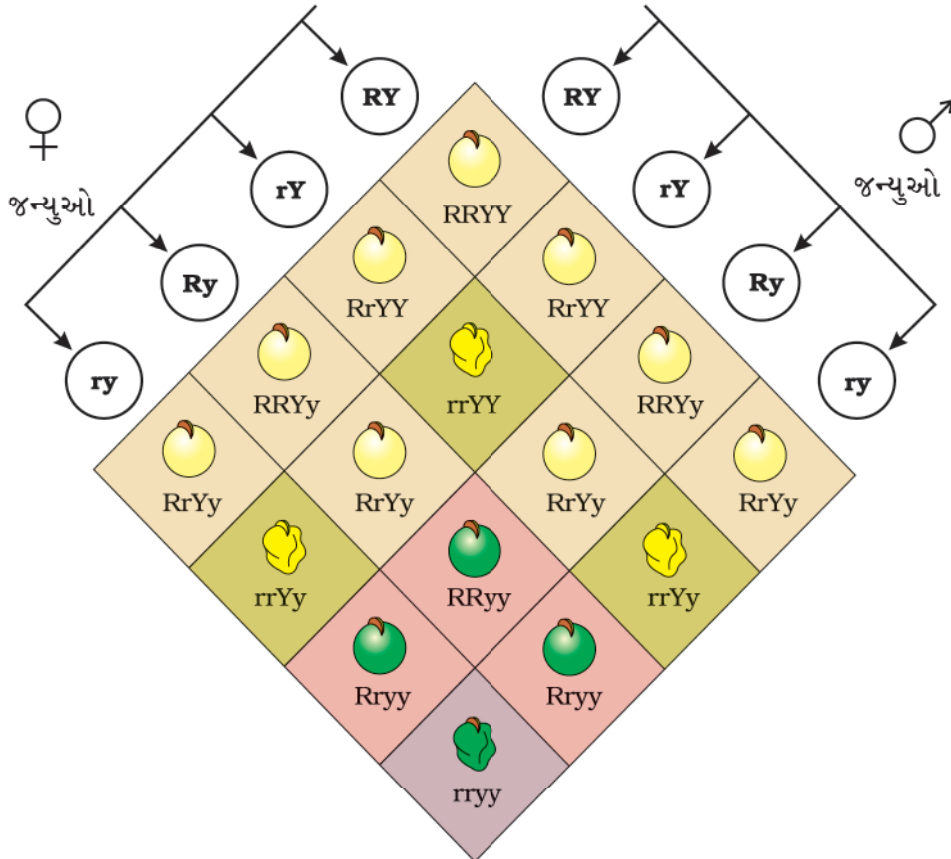 RY RY
♀ ♂
rY rY
જન્યુઓ જન્યુઓ
RRYY
Ry Ry
RrYY RrYY
ry ry
RRYy rrYY RRYy
RrYy RrYy RrYy RrYy
rrYy RRyy rrYy
Rryy Rryy
rryy